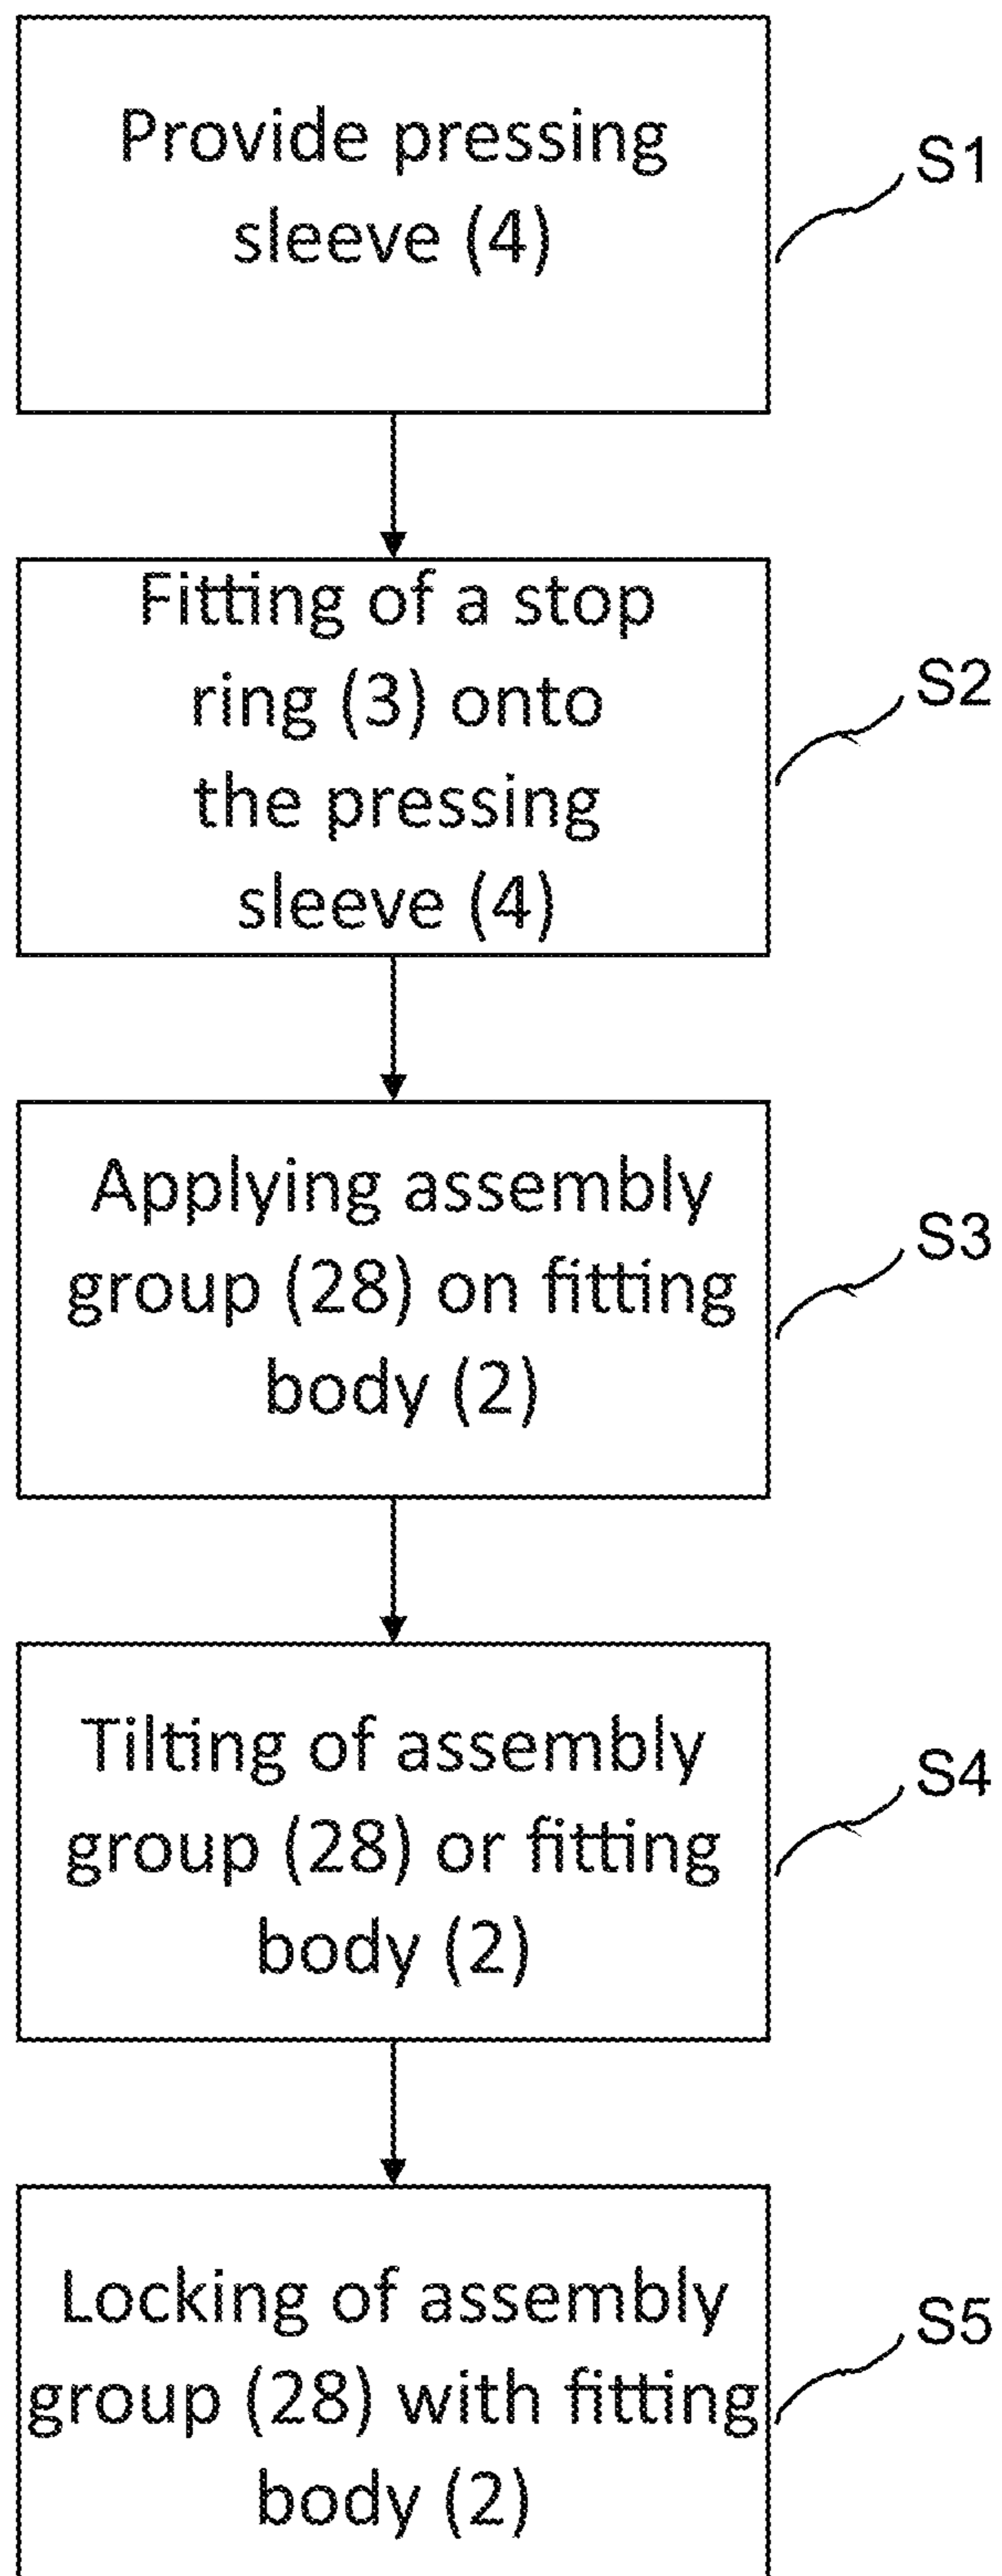 Provide pressing
sleeve (4)
S1
Fitting of a stop
ring (3) onto
the pressing
sleeve (4)
S2
Applying assembly
group (28) on fitting
body (2)
S3
Tilting of assembly
group (28) or fitting
body (2)
S4
Locking of assembly
group (28) with fitting
body (2)
S5